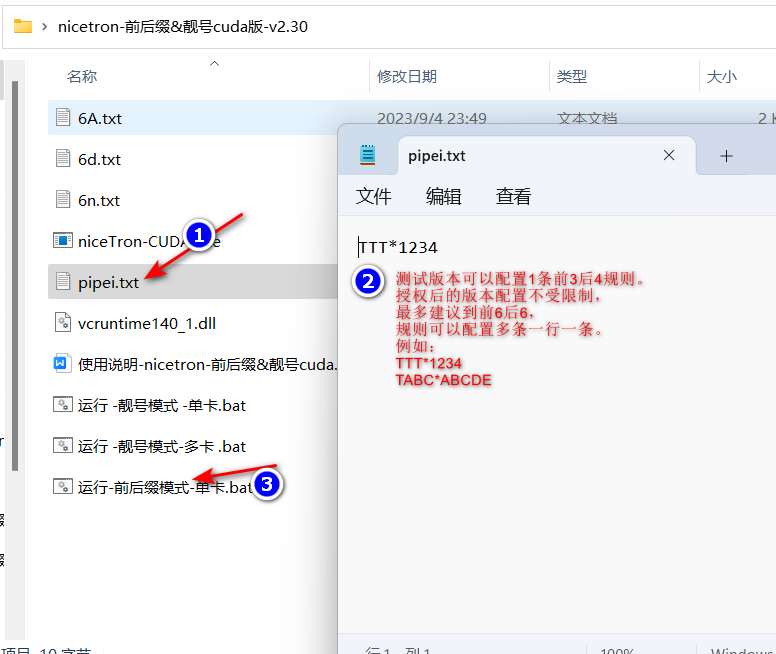 nicetron-前后缀&靓号cuda版-v2.30
名称 修改日期 类型 大小
6A.txt 2023/9/4 23:49 文本文档 2
6d.txt
6n.txt
niceTron-CUDA
1
pipei.txt
vcruntime140_1.dll
使用说明-nicetron-前后缀&靓号cuda.
运行 -靓号模式 -单卡.bat
运行 -靓号模式-多卡 .bat
运行-前后缀模式-单卡.bat
3
pipei.txt
文件 编辑 查看
TTT*1234
2
测试版本可以配置1条前3后4规则。
授权后的版本配置不受限制，
最多建议到前6后6，
规则可以配置多条一行一条。
例如：
TTT*1234
TABC*ABCDE
行 1，列 1 100% Windows